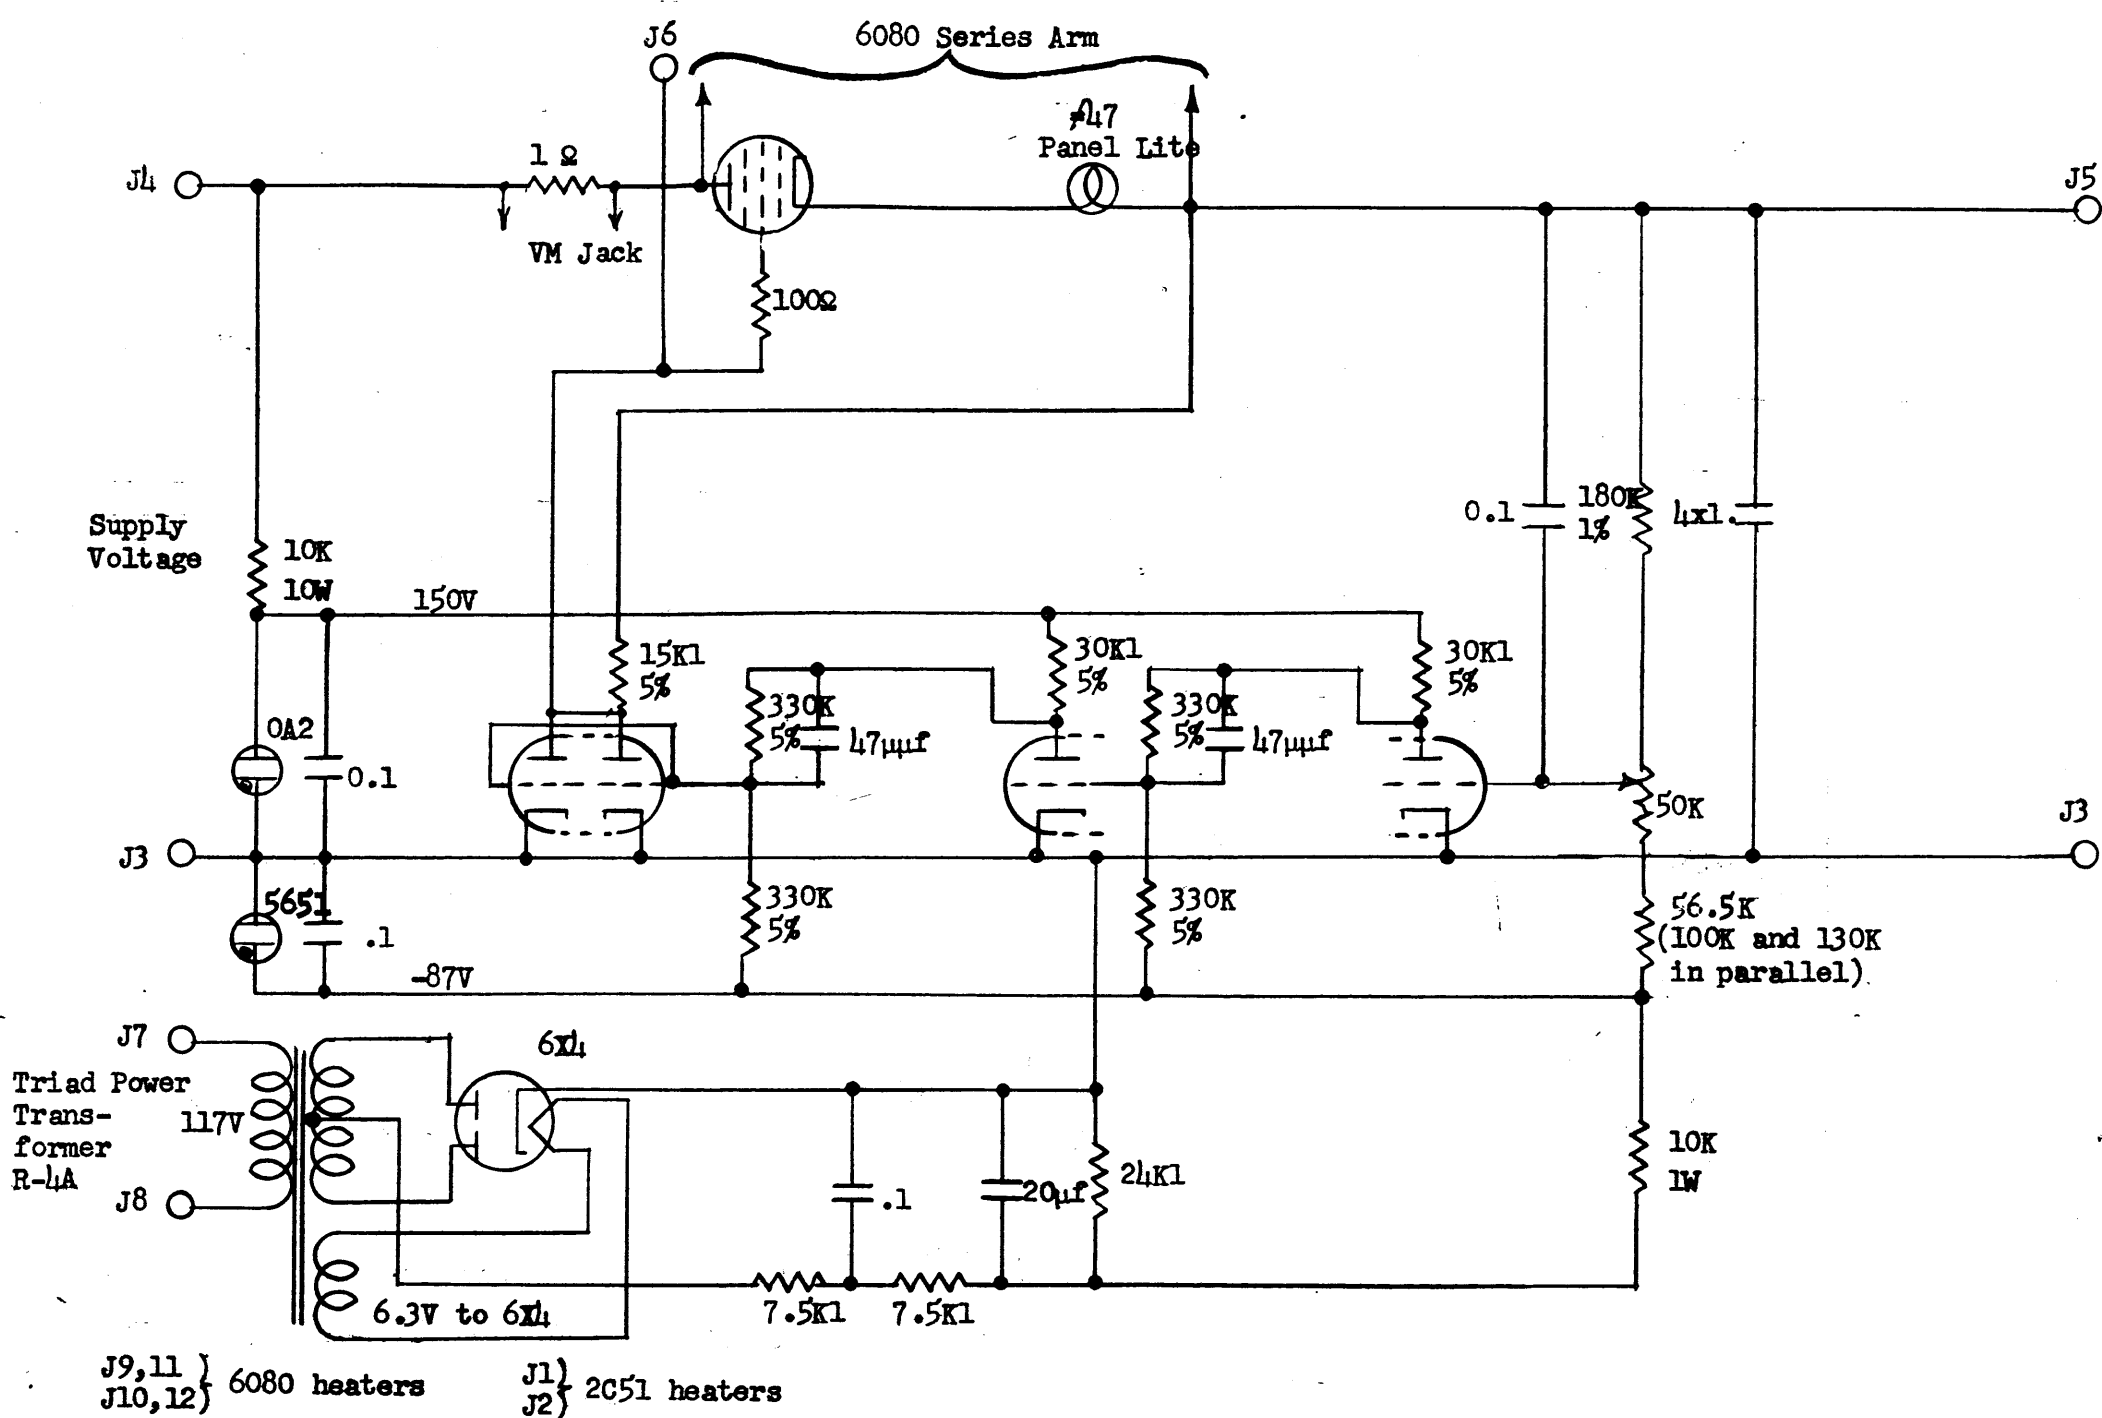 J6
6080 Series Arm
#47
Panel Lite
J4
1 Ω
VM Jack
100Ω
J5
Supply
Voltage
10K
10W
150V
0.1
180K
1%
4x1.
15K1
5%
330K
5%
47μμf
30K1
5%
330K
5%
47μμf
30K1
5%
0A2
0.1
50K
J3
J3
5651
.1
330K
5%
330K
5%
56.5K
(100K and 130K
in parallel)
-87V
J7
6X4
Triad Power
Trans-
former
R-4A
117V
J8
.1
20μf
24K1
10K
1W
6.3V to 6X4
7.5K1
7.5K1
J9,11 }
J10,12}
6080 heaters
J1}
J2}
2C51 heaters